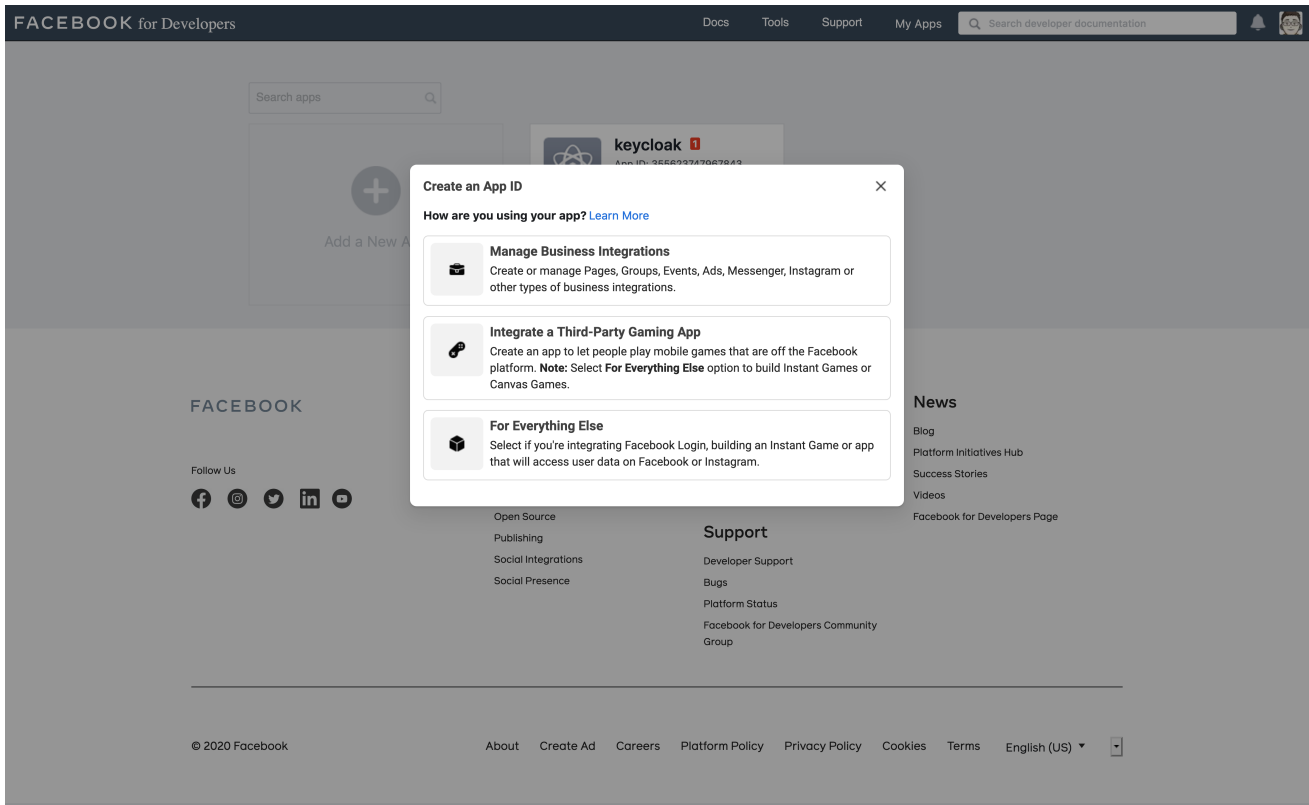 FACEBOOK for Developers
Docs Tools Support My Apps Search developer documentation
Search apps
Add a New A
keycloak 1
App ID: 355623747967843
Create an App ID
How are you using your app? Learn More
Manage Business Integrations
Create or manage Pages, Groups, Events, Ads, Messenger, Instagram or
other types of business integrations.
Integrate a Third-Party Gaming App
Create an app to let people play mobile games that are off the Facebook
platform. Note: Select For Everything Else option to build Instant Games or
Canvas Games.
For Everything Else
Select if you're integrating Facebook Login, building an Instant Game or app
that will access user data on Facebook or Instagram.
FACEBOOK
Follow Us
Open Source
Publishing
Social Integrations
Social Presence
Support
Developer Support
Bugs
Platform Status
Facebook for Developers Community
Group
News
Blog
Platform Initiatives Hub
Success Stories
Videos
Facebook for Developers Page
© 2020 Facebook
About Create Ad Careers Platform Policy Privacy Policy Cookies Terms English (US)